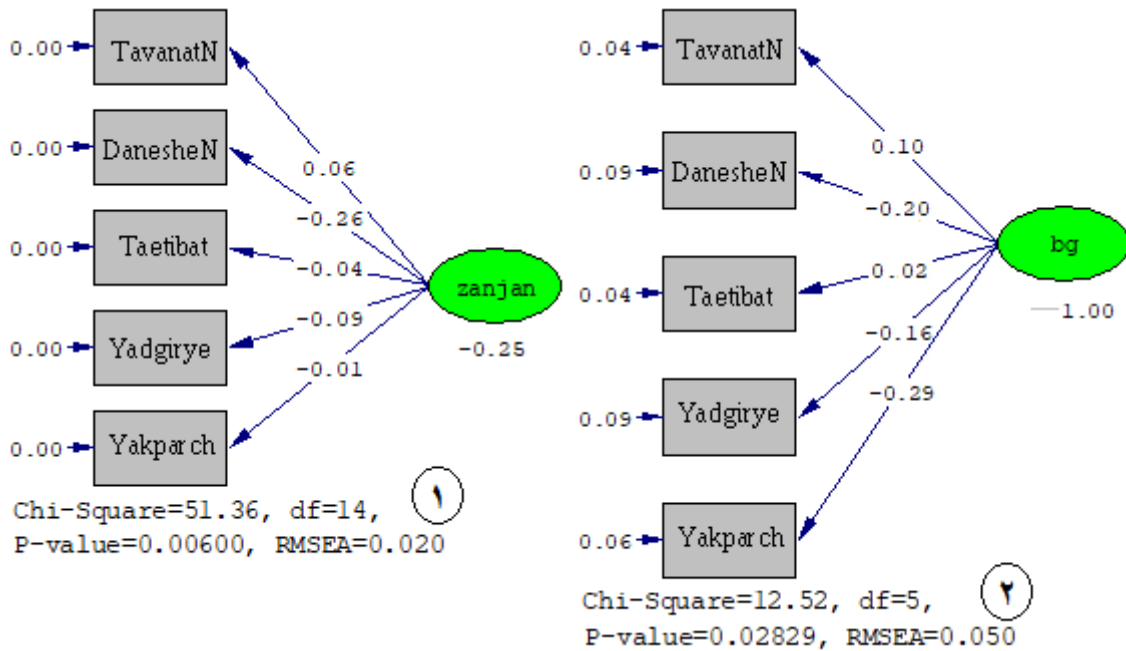 0.00
TavanatN
0.00
DanesheN
0.00
Taetibat
0.00
Yadgirye
0.00
Yakparch
0.06
-0.26
-0.04
-0.09
-0.01
zanjan
-0.25
Chi-Square=51.36, df=14,
P-value=0.00600, RMSEA=0.020
۱
0.04
TavanatN
0.09
DanesheN
0.04
Taetibat
0.09
Yadgirye
0.06
Yakparch
0.10
-0.20
0.02
-0.16
-0.29
bg
1.00
Chi-Square=12.52, df=5,
P-value=0.02829, RMSEA=0.050
۲